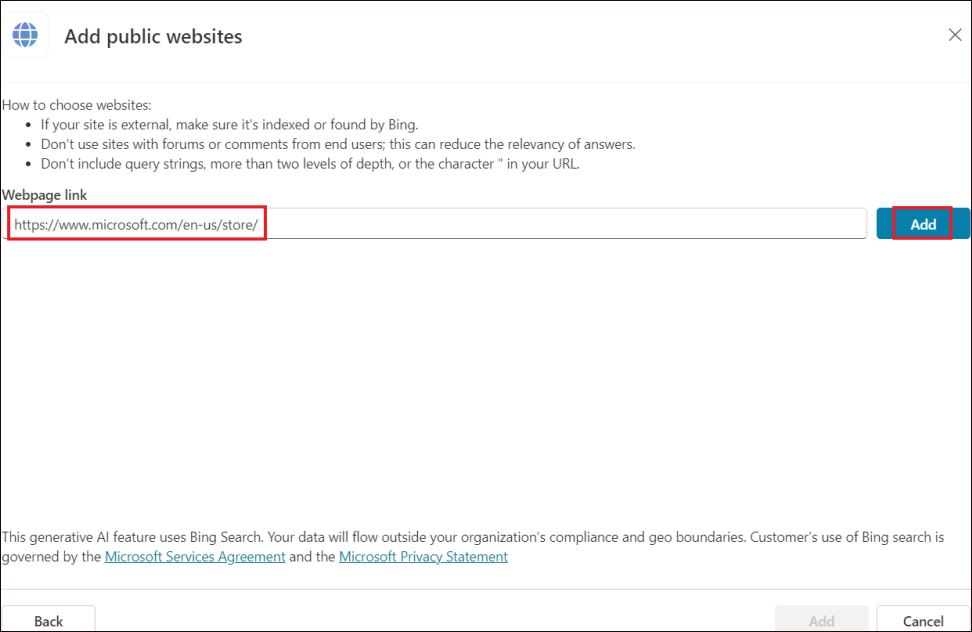 Add public websites
How to choose websites:
• If your site is external, make sure it's indexed or found by Bing.
• Don't use sites with forums or comments from end users; this can reduce the relevancy of answers.
• Don't include query strings, more than two levels of depth, or the character " in your URL.
Webpage link
https://www.microsoft.com/en-us/store/
Add
This generative AI feature uses Bing Search. Your data will flow outside your organization's compliance and geo boundaries. Customer's use of Bing search is
governed by the Microsoft Services Agreement and the Microsoft Privacy Statement
Back
Add
Cancel